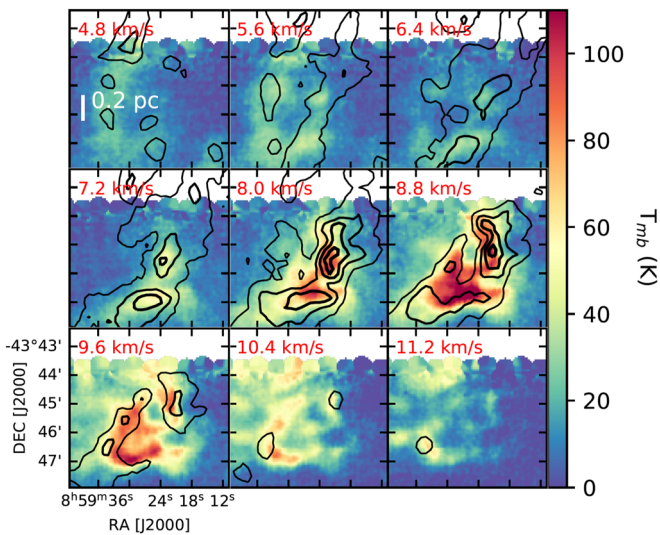 4.8 km/s
5.6 km/s
6.4 km/s
0.2 pc
7.2 km/s
8.0 km/s
8.8 km/s
9.6 km/s
10.4 km/s
11.2 km/s
-43°43'
44'
45'
46'
47'
DEC [J2000]
8h59m36s 24s 18s 12s
RA [J2000]
100
80
60
40
20
0
Tmb (K)